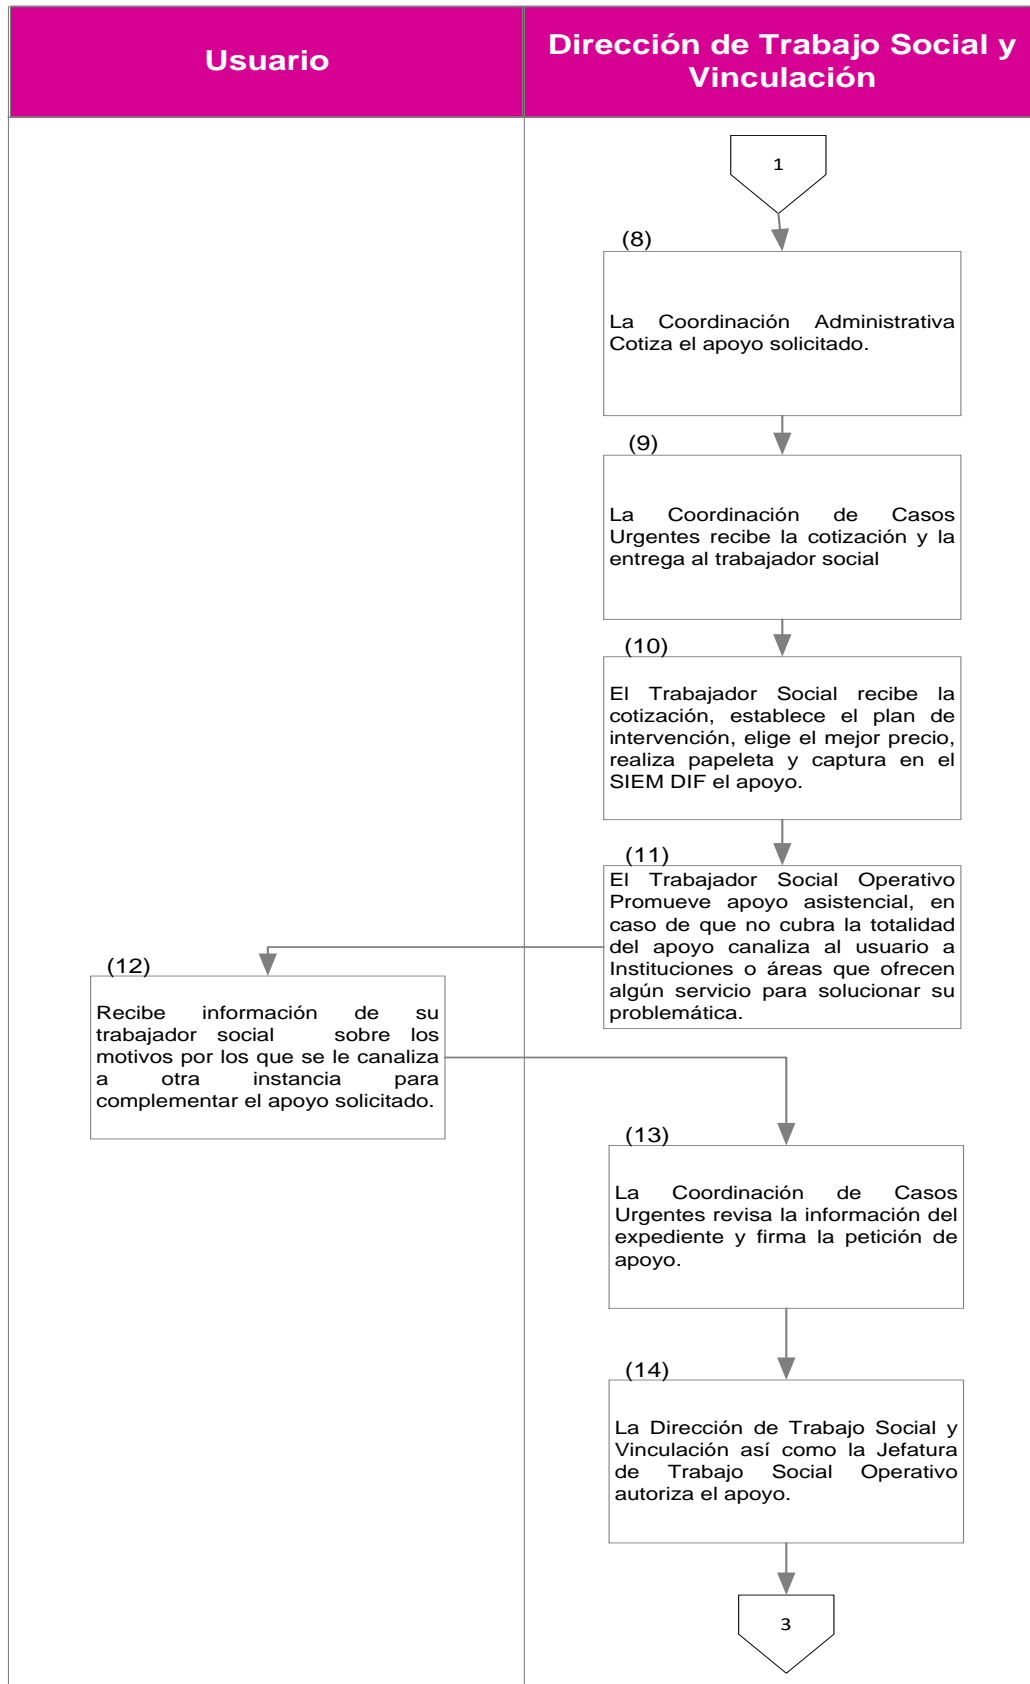 Usuario
Dirección de Trabajo Social y
Vinculación
1
(8)
La Coordinación Administrativa
Cotiza el apoyo solicitado.
(9)
La Coordinación de Casos
Urgentes recibe la cotización y la
entrega al trabajador social
(10)
El Trabajador Social recibe la
cotización, establece el plan de
intervención, elige el mejor precio,
realiza papeleta y captura en el
SIEM DIF el apoyo.
(11)
El Trabajador Social Operativo
Promueve apoyo asistencial, en
caso de que no cubra la totalidad
del apoyo canaliza al usuario a
Instituciones o áreas que ofrecen
algún servicio para solucionar su
problemática.
(12)
Recibe información de su
trabajador social sobre los
motivos por los que se le canaliza
a otra instancia para
complementar el apoyo solicitado.
(13)
La Coordinación de Casos
Urgentes revisa la información del
expediente y firma la petición de
apoyo.
(14)
La Dirección de Trabajo Social y
Vinculación así como la Jefatura
de Trabajo Social Operativo
autoriza el apoyo.
3